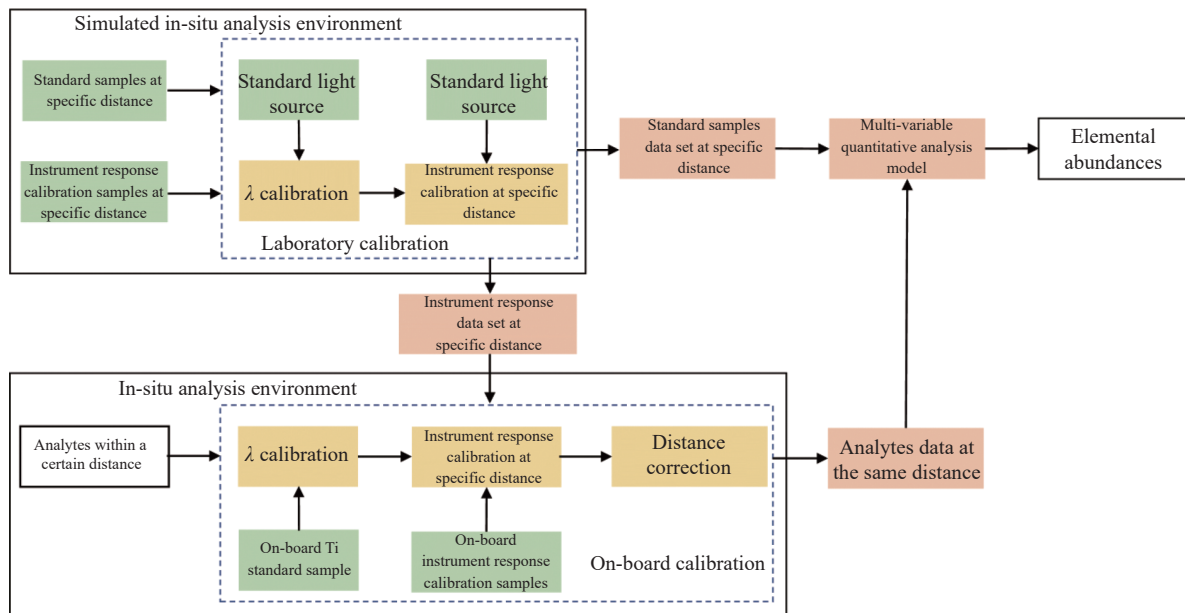 Simulated in-situ analysis environment
Standard samples at
specific distance
Standard light
source
Standard light
source
Instrument response
calibration samples at
specific distance
λ calibration
Instrument response
calibration at specific
distance
Laboratory calibration
Standard samples
data set at specific
distance
Multi-variable
quantitative analysis
model
Elemental
abundances
Instrument response
data set at
specific distance
In-situ analysis environment
Analytes within a
certain distance
λ calibration
Instrument response
calibration at
specific distance
Distance
correction
Analytes data at
the same distance
On-board Ti
standard sample
On-board
instrument response
calibration samples
On-board calibration